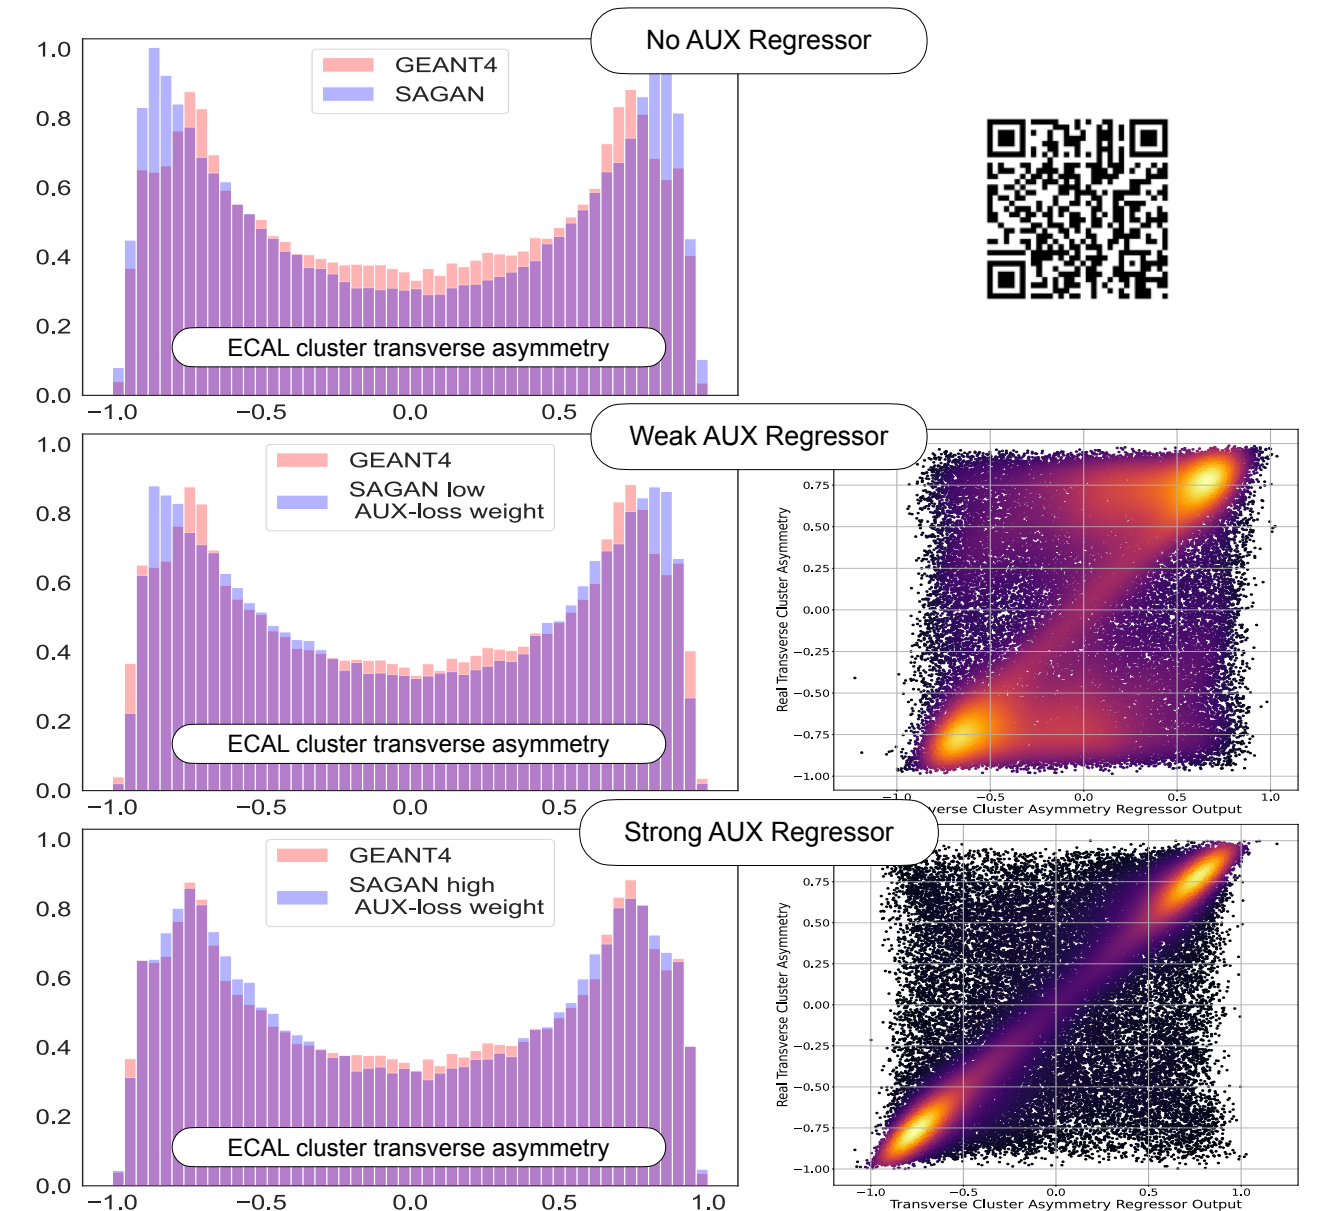 No AUX Regressor
GEANT4
SAGAN
1.0
0.8
0.6
0.4
0.2
0.0
ECAL cluster transverse asymmetry
−1.0 −0.5 0.0 0.5
Weak AUX Regressor
GEANT4
SAGAN low
AUX-loss weight
1.0
0.8
0.6
0.4
0.2
0.0
ECAL cluster transverse asymmetry
−1.0 −0.5 0.0 0.5 1.0
Real Transverse Cluster Asymmetry
0.75
0.50
0.25
0.00
−0.25
−0.50
−0.75
−1.00
−1.0 −0.5 0.0 0.5 1.0
verse Cluster Asymmetry Regressor Output
Strong AUX Regressor
GEANT4
SAGAN high
AUX-loss weight
1.0
0.8
0.6
0.4
0.2
0.0
ECAL cluster transverse asymmetry
−1.0 −0.5 0.0 0.5 1.0
Real Transverse Cluster Asymmetry
0.75
0.50
0.25
0.00
−0.25
−0.50
−0.75
−1.00
−1.0 −0.5 0.0 0.5 1.0
Transverse Cluster Asymmetry Regressor Output